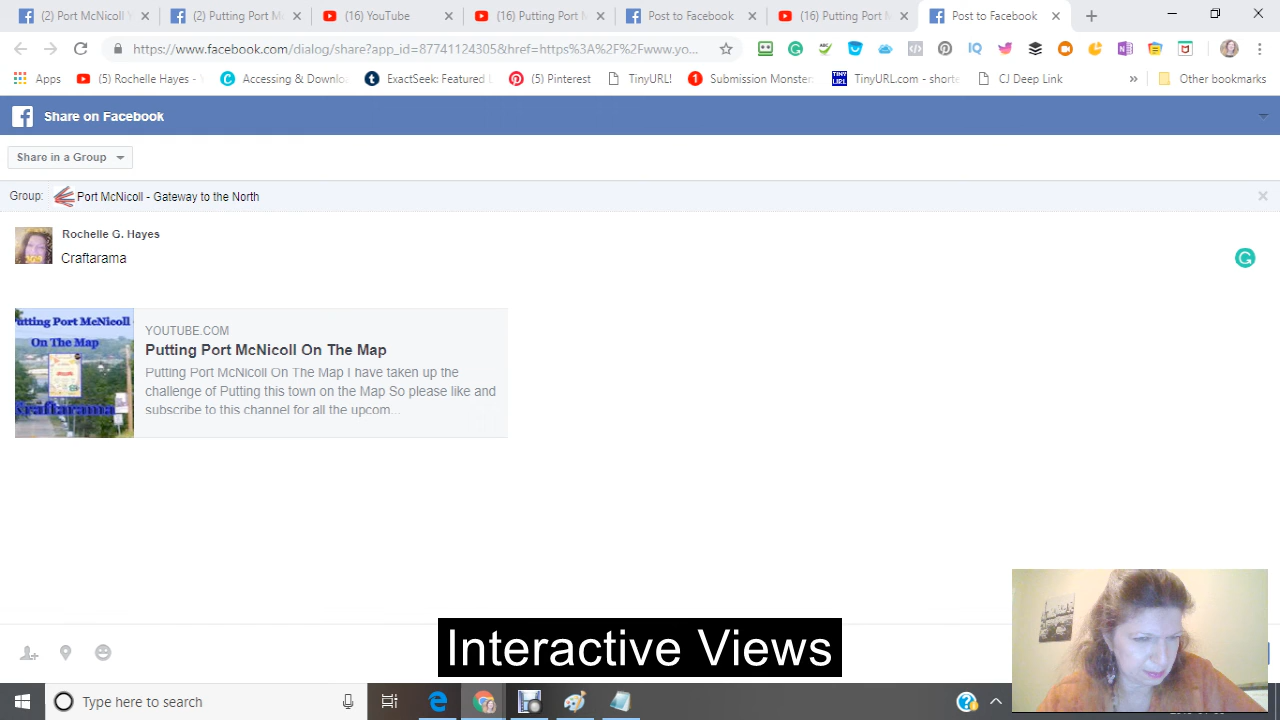 (2) Port McNicoll
(2) Putting Port M
(16) YouTube
(16) Putting Port
Post to Facebook
(16) Putting Port
Post to Facebook
https://www.facebook.com/dialog/share?app_id=87741124305&href=https%3A%2F%2Fwww.yo...
Apps
(5) Rochelle Hayes -
Accessing & Downlo
ExactSeek: Featured
(5) Pinterest
TinyURL!
Submission Monster
TinyURL.com - shorte
CJ Deep Link
»
Other bookmarks
Share on Facebook
Share in a Group
Group: Port McNicoll - Gateway to the North
Rochelle G. Hayes
Craftarama
utting Port McNicoll
On The Map
Craftarama
YOUTUBE.COM
Putting Port McNicoll On The Map
Putting Port McNicoll On The Map I have taken up the
challenge of Putting this town on the Map So please like and
subscribe to this channel for all the upcom...
Interactive Views
Type here to search